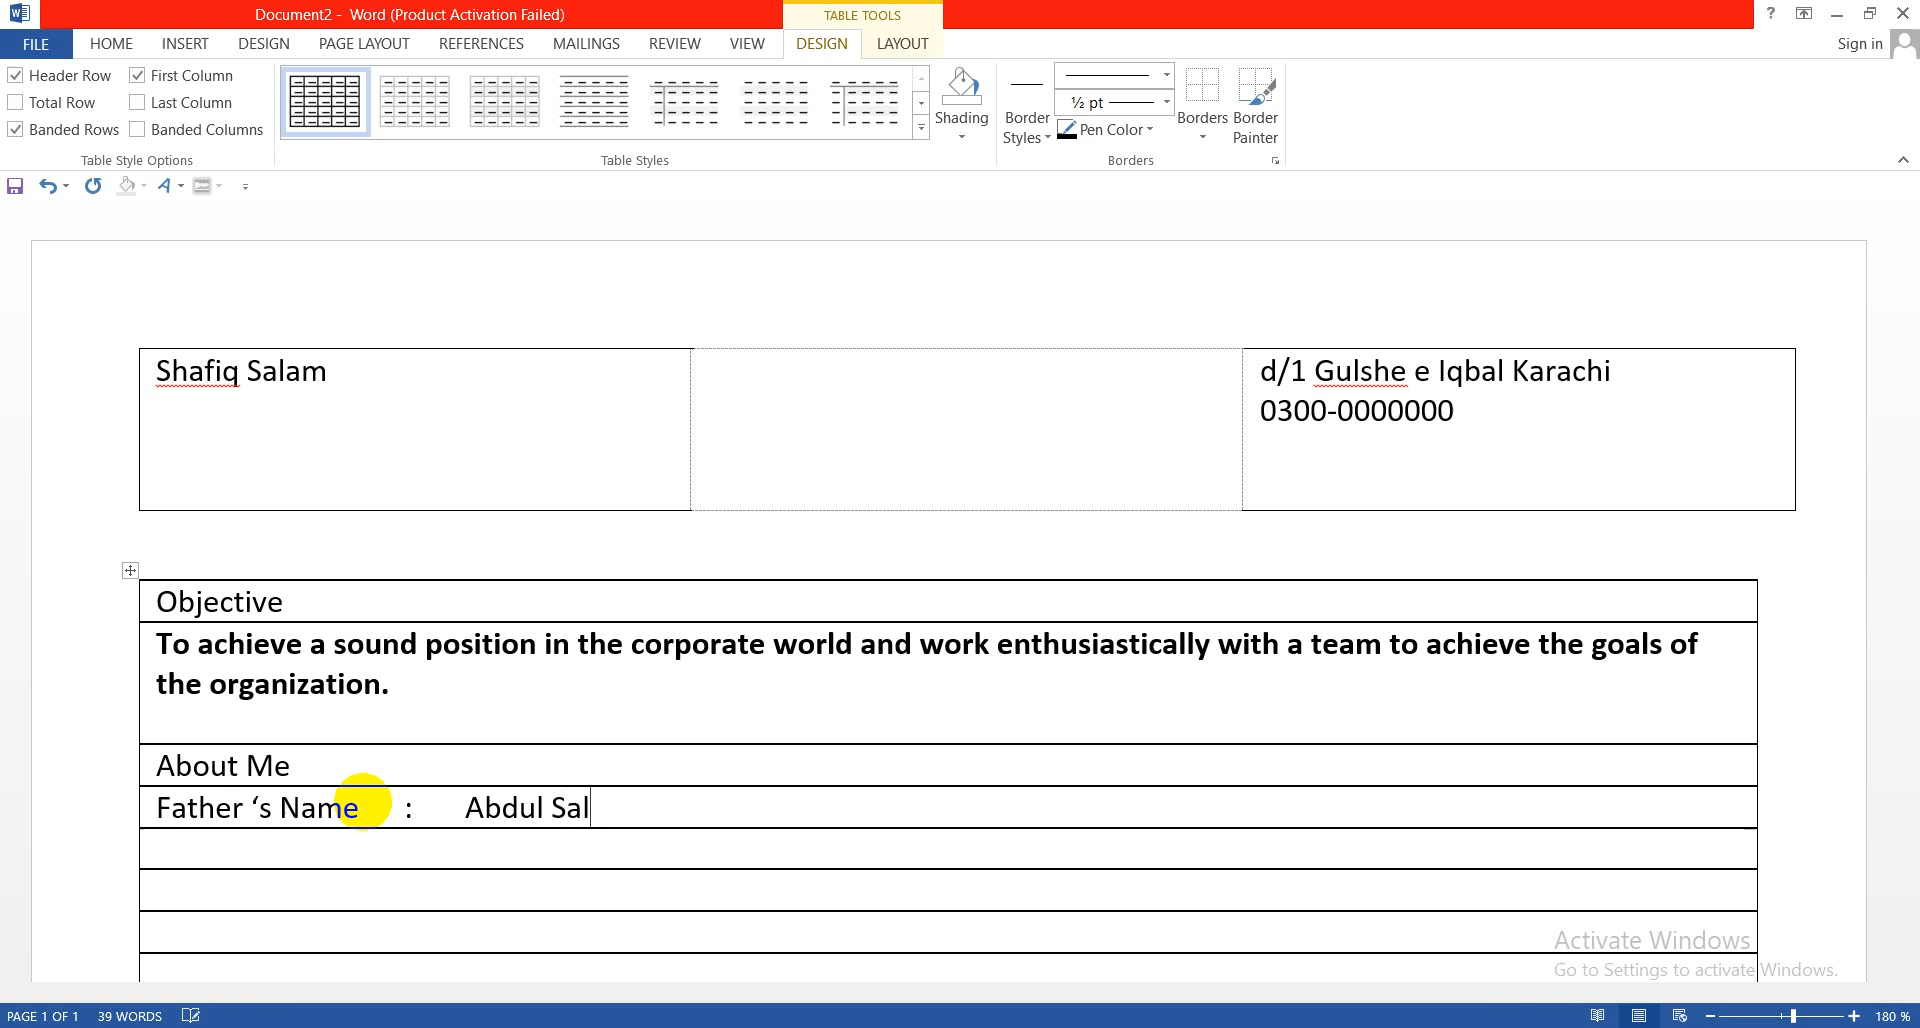 Document2 - Word (Product Activation Failed)
TABLE TOOLS
?
FILE
HOME
INSERT
DESIGN
PAGE LAYOUT
REFERENCES
MAILINGS
REVIEW
VIEW
DESIGN
LAYOUT
Sign in
Header Row
First Column
Total Row
Last Column
Banded Rows
Banded Columns
Table Style Options
Table Styles
Shading
Border Styles
½ pt
Pen Color
Borders
Border Painter
Borders
Shafiq Salam
d/1 Gulshe e Iqbal Karachi
0300-0000000
Objective
To achieve a sound position in the corporate world and work enthusiastically with a team to achieve the goals of
the organization.
About Me
Father ‘s Name : Abdul Sal
Activate Windows
Go to Settings to activate Windows.
PAGE 1 OF 1 39 WORDS
180 %